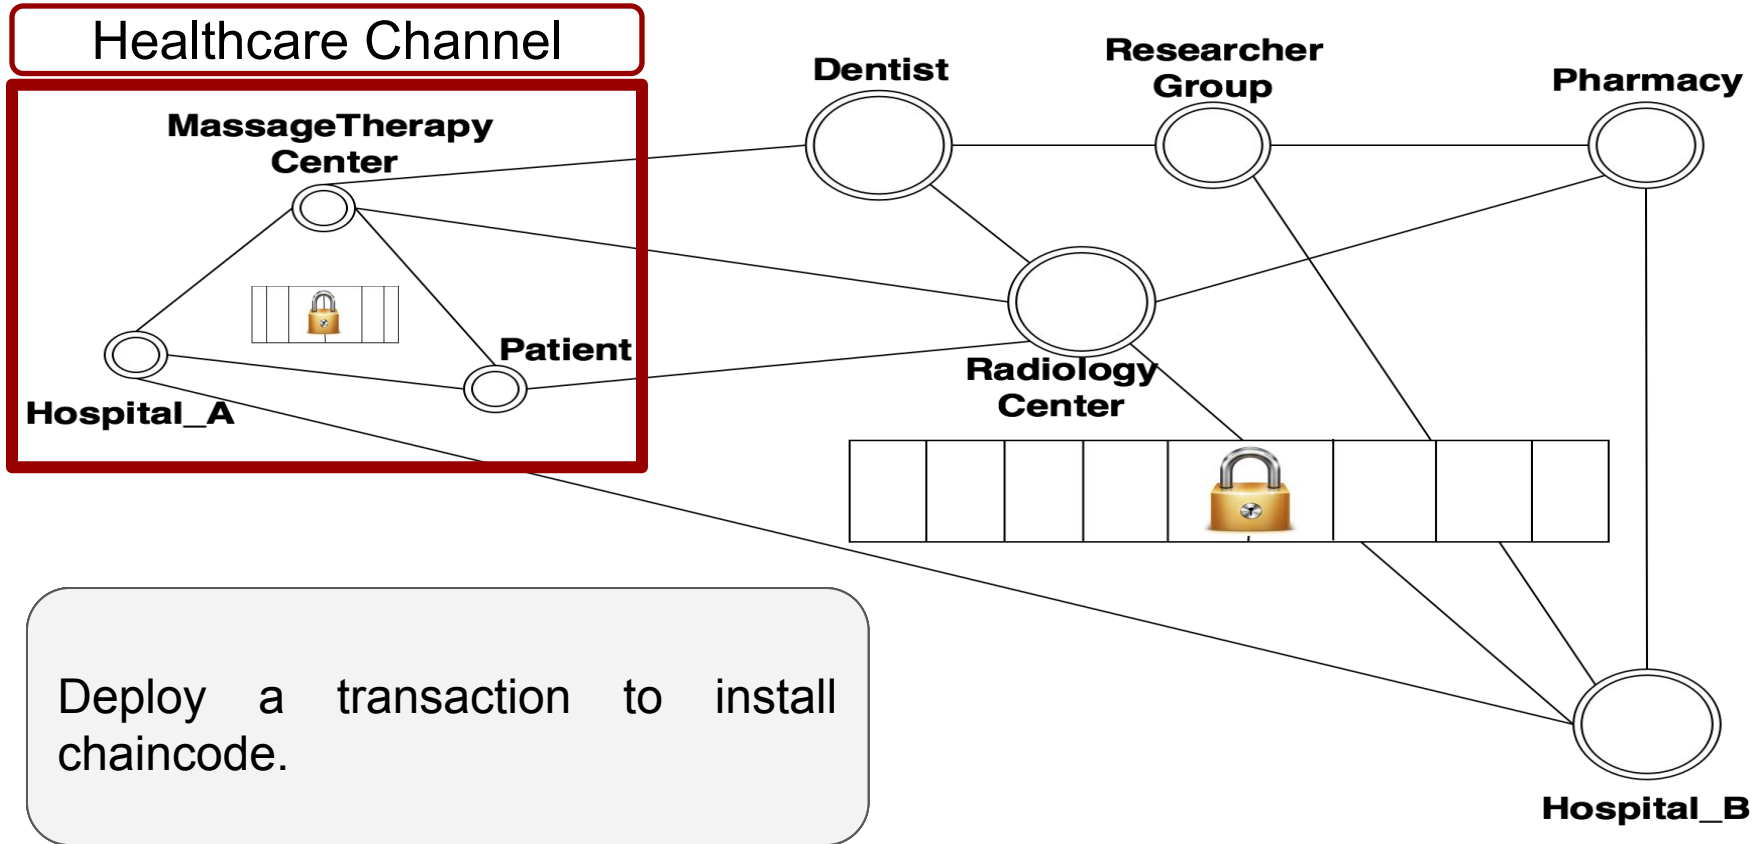 Healthcare Channel
MassageTherapy
Center
Hospital_A
Patient
Dentist
Researcher
Group
Pharmacy
Radiology
Center
Hospital_B
Deploy a transaction to install
chaincode.